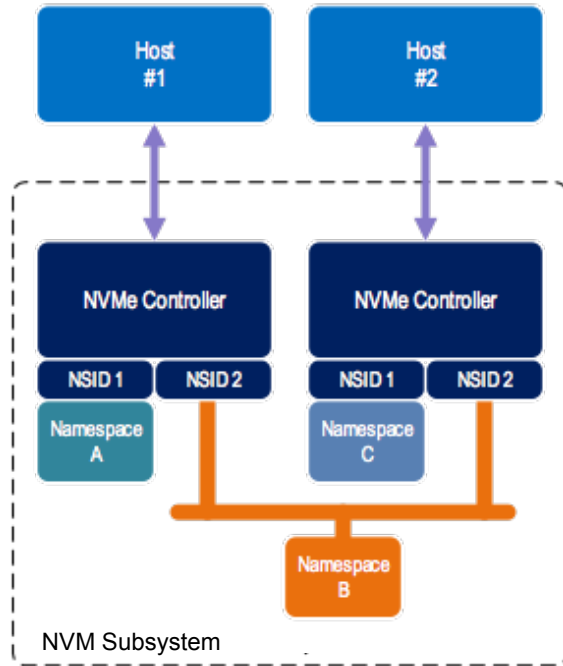 Host
#1
Host
#2
NVMe Controller
NVMe Controller
NSID 1
NSID 2
NSID 1
NSID 2
Namespace
A
Namespace
C
Namespace
B
NVM Subsystem